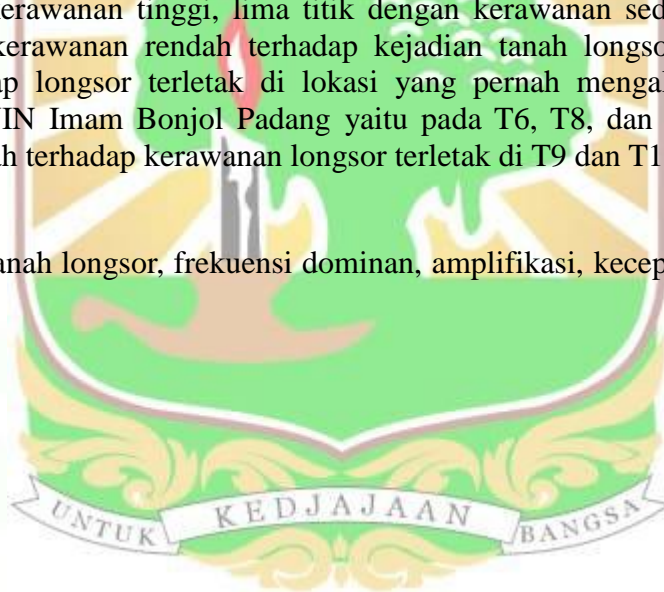 kerawanan tinggi, lima titik dengan kerawanan sed
kerawanan rendah terhadap kejadian tanah longso
ap longsor terletak di lokasi yang pernah mengal
IN Imam Bonjol Padang yaitu pada T6, T8, dan
ah terhadap kerawanan longsor terletak di T9 dan T1
anah longsor, frekuensi dominan, amplifikasi, kecep
UNTUK KEDJAJAAN BANGSA